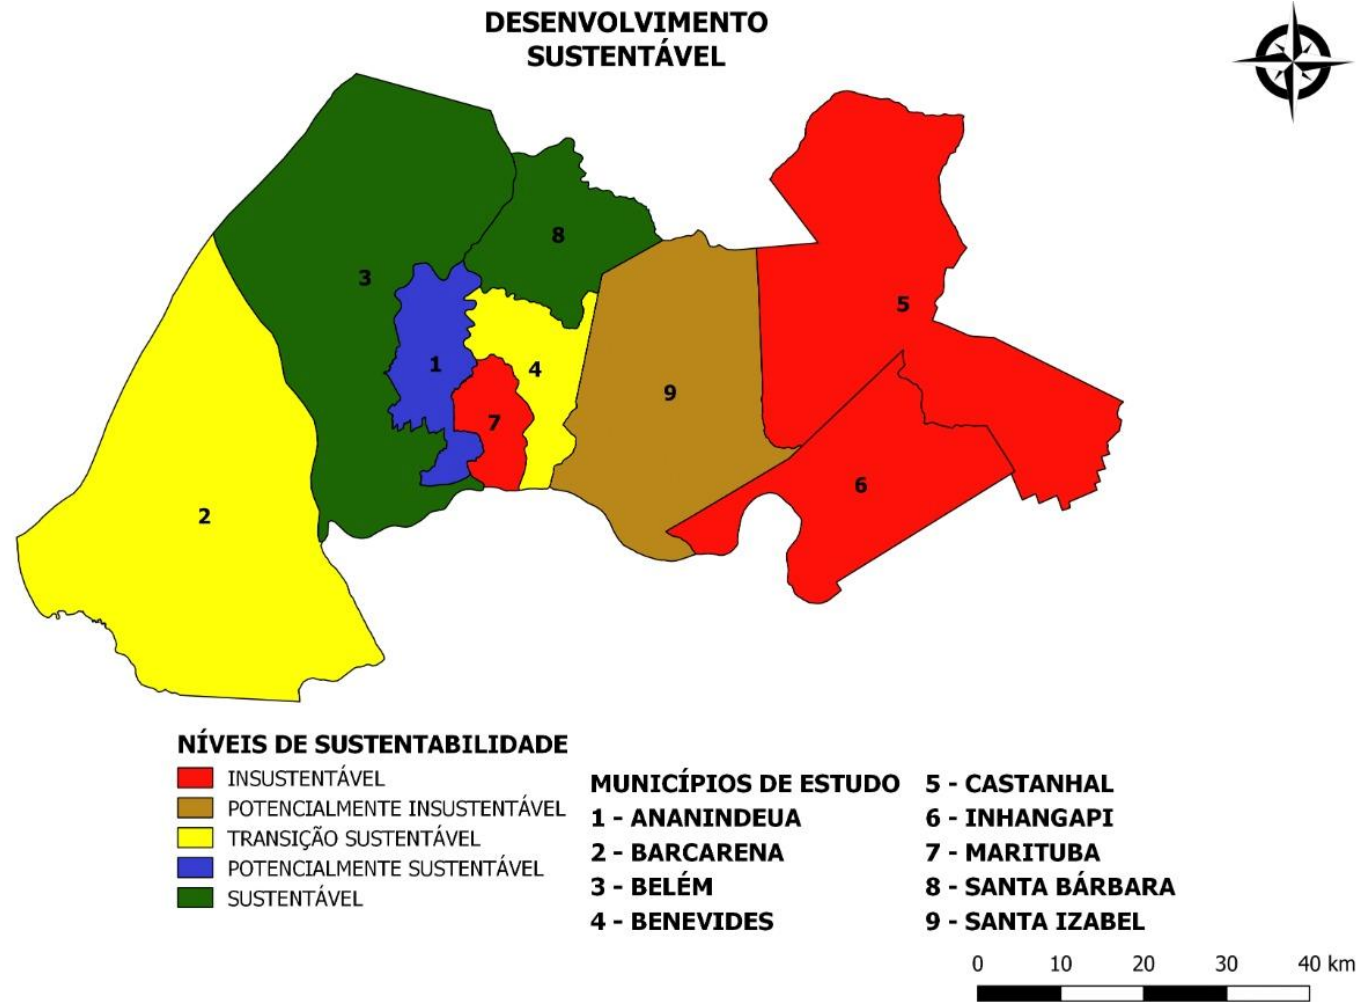 DESENVOLVIMENTO
SUSTENTÁVEL
3
8
5
1
4
9
7
6
2
NÍVEIS DE SUSTENTABILIDADE
INSUSTENTÁVEL
POTENCIALMENTE INSUSTENTÁVEL
TRANSIÇÃO SUSTENTÁVEL
POTENCIALMENTE SUSTENTÁVEL
SUSTENTÁVEL
MUNICÍPIOS DE ESTUDO
1 - ANANINDEUA
2 - BARCARENA
3 - BELÉM
4 - BENEVIDES
5 - CASTANHAL
6 - INHANGAPI
7 - MARITUBA
8 - SANTA BÁRBARA
9 - SANTA IZABEL
0 10 20 30 40 km